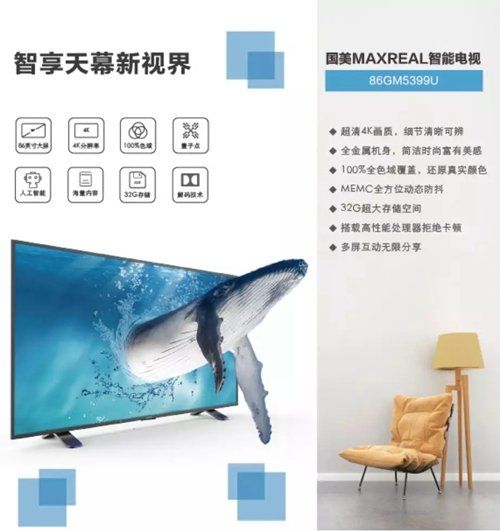 智享天幕新视界
86英寸大屏
4K
4K分辨率
100%色域
量子点
人工智能
海量内容
32G
32G存储
解码技术
国美MAXREAL智能电视
86GM5399U
◆ 超清4K画质，细节清晰可辨
◆ 全金属机身，简洁时尚富有美感
◆ 100%全色域覆盖，还原真实颜色
◆ MEMC全方位动态防抖
◆ 32G超大存储空间
◆ 搭载高性能处理器拒绝卡顿
◆ 多屏互动无限分享